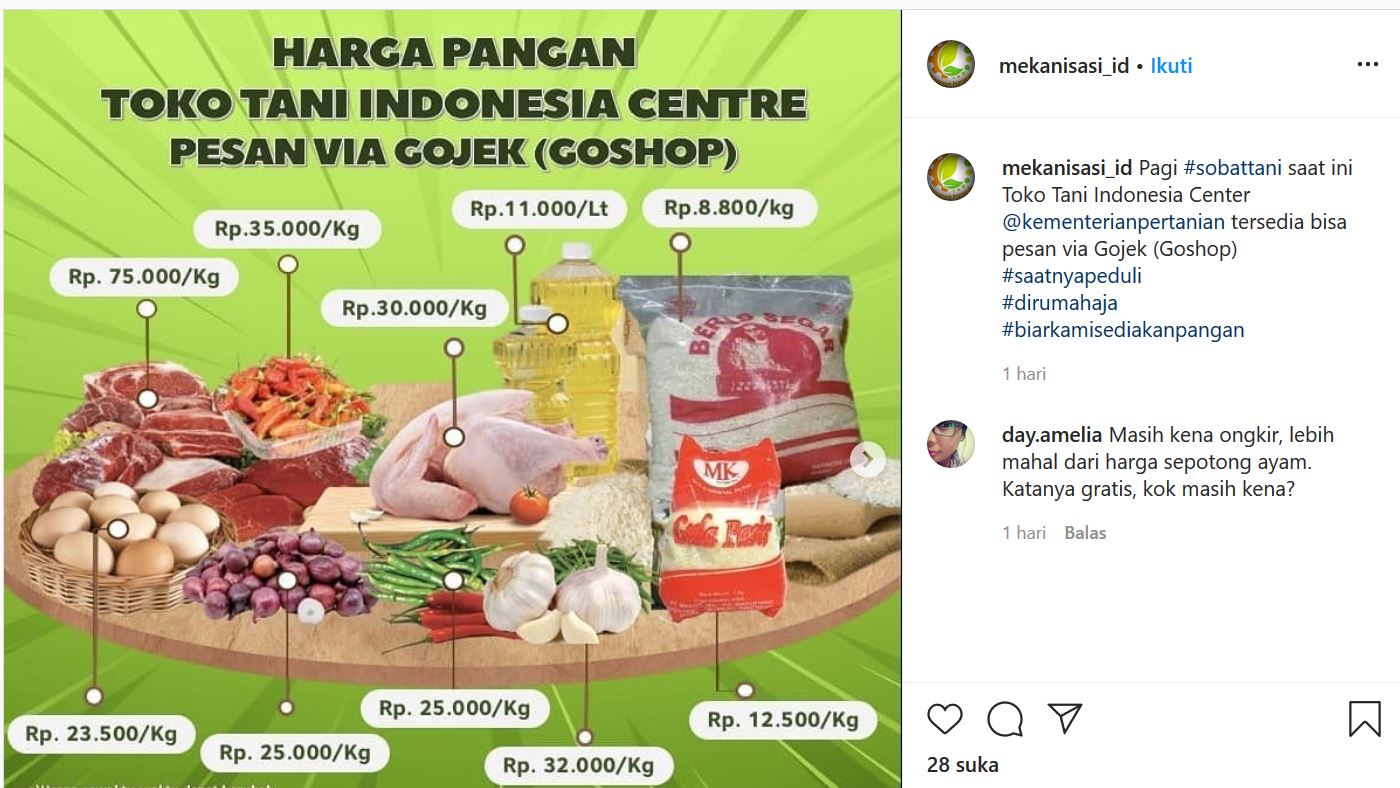 HARGA PANGAN
TOKO TANI INDONESIA CENTRE
PESAN VIA GOJEK (GOSHOP)
Rp.11.000/Lt
Rp.8.800/kg
Rp.35.000/Kg
Rp. 75.000/Kg
Rp.30.000/Kg
BERAS SEGAR
MK
Gula Pasir
Rp. 23.500/Kg
Rp. 25.000/Kg
Rp. 25.000/Kg
Rp. 32.000/Kg
Rp. 12.500/Kg
mekanisasi_id • Ikuti
mekanisasi_id Pagi #sobattani saat ini
Toko Tani Indonesia Center
@kementerianpertanian tersedia bisa
pesan via Gojek (Goshop)
#saatnyapeduli
#dirumahaja
#biarkamisediakanpangan
1 hari
day.amelia Masih kena ongkir, lebih
mahal dari harga sepotong ayam.
Katanya gratis, kok masih kena?
1 hari Balas
28 suka